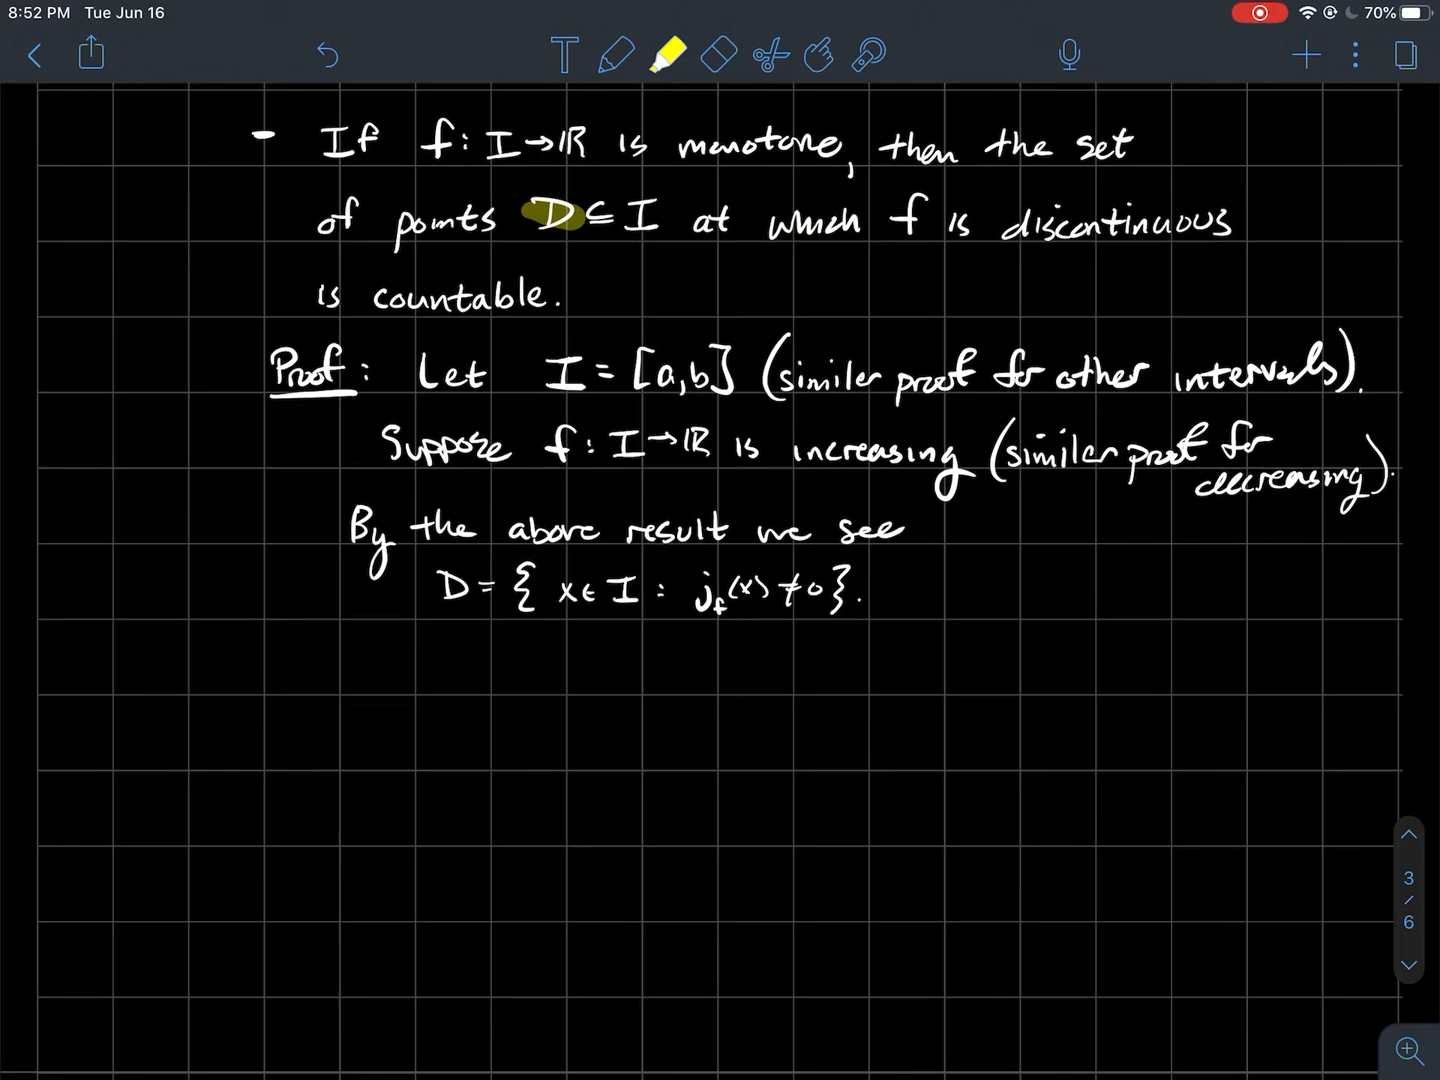 8:52 PM Tue Jun 16
70%
T
- If f: I→ℝ is monotone, then the set
of points D ⊆ I at which f is discontinuous
is countable.
Proof: Let I = [a,b] (similar proof for other intervals).
Suppose f: I→ℝ is increasing (similar proof for
decreasing).
By the above result we see
D = { x ∈ I : j_f(x) ≠ 0 }.
3
/
6